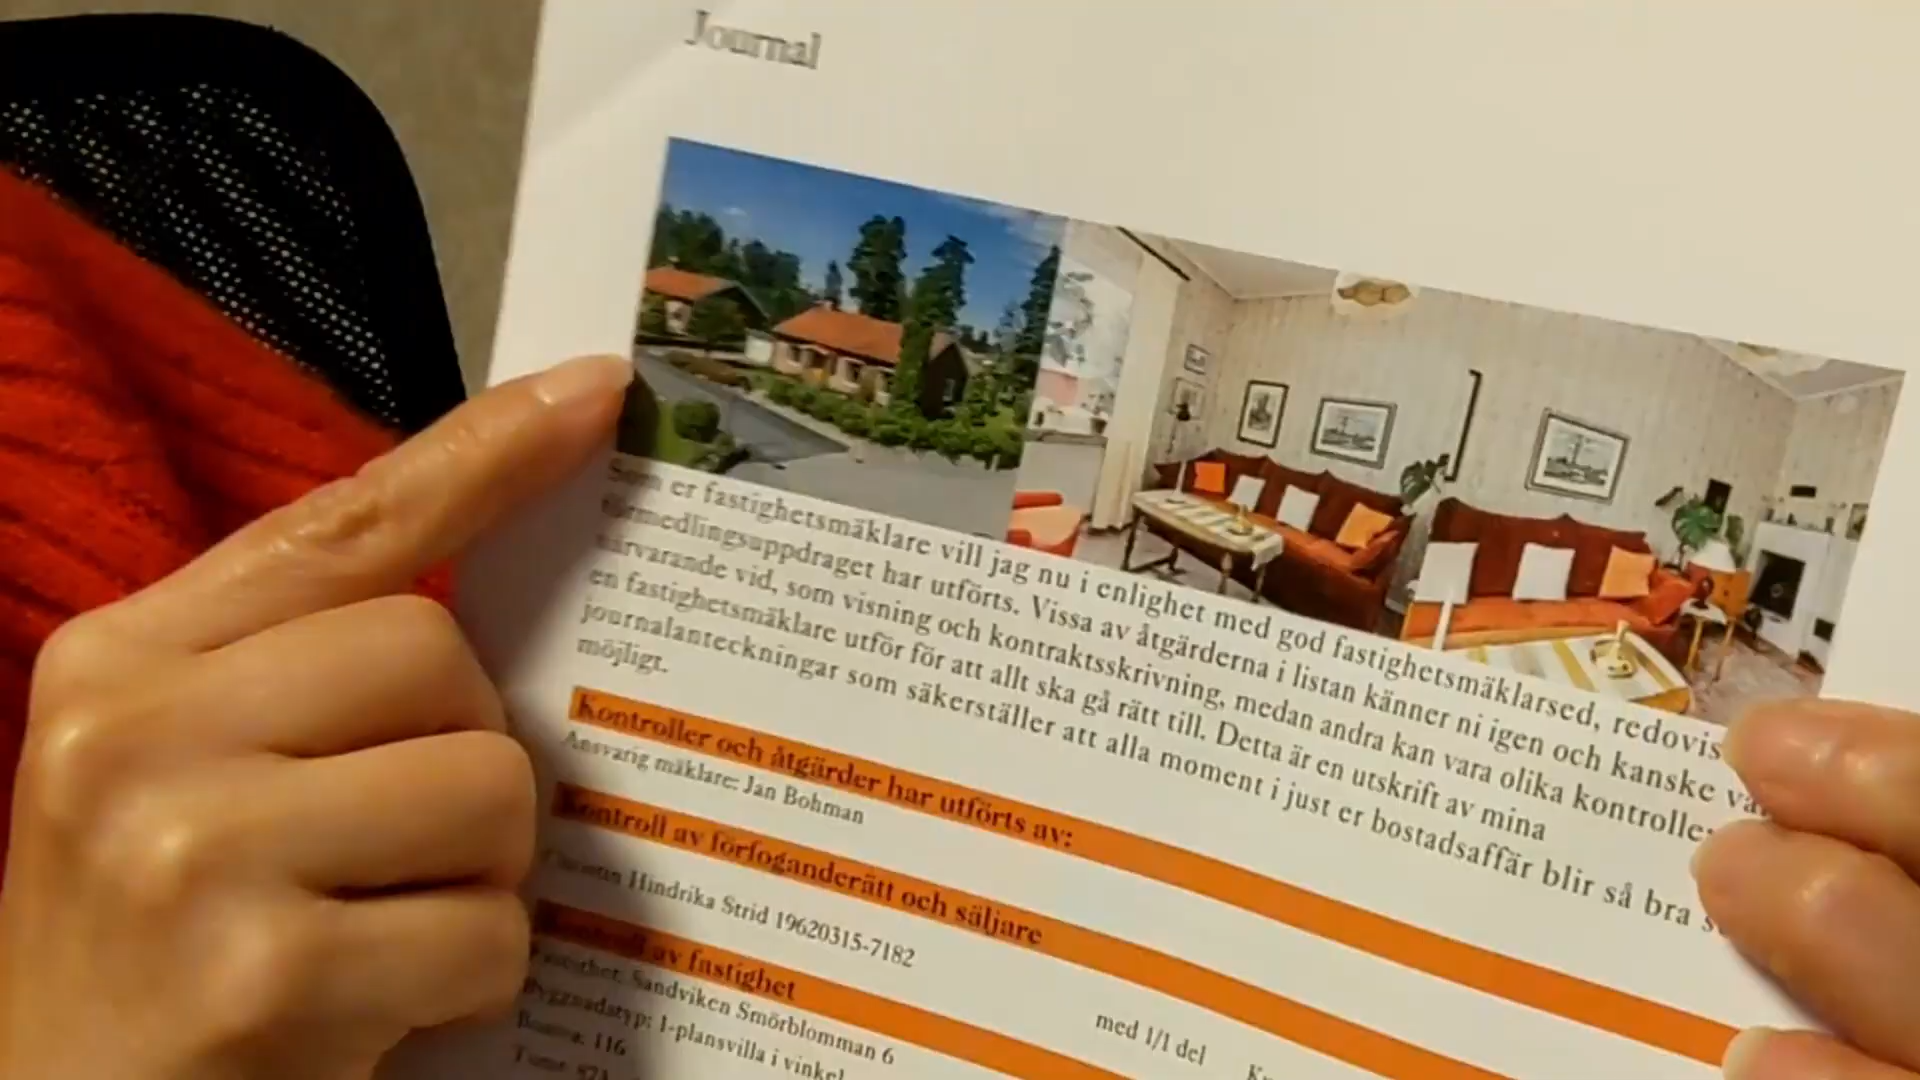 Journal
Som er fastighetsmäklare vill jag nu i enlighet med god fastighetsmäklarsed, redovis
förmedlingsuppdraget har utförts. Vissa av åtgärderna i listan känner ni igen och kanske va
närvarande vid, som visning och kontraktsskrivning, medan andra kan vara olika kontroller
en fastighetsmäklare utför för att allt ska gå rätt till. Detta är en utskrift av mina
journalanteckningar som säkerställer att alla moment i just er bostadsaffär blir så bra s
möjligt.
Kontroller och åtgärder har utförts av:
Ansvarig mäklare: Jan Bohman
Kontroll av förfoganderätt och säljare
Hindrika Strid 19620315-7182
med 1/1 del
Kontroll av fastighet
Fastighet: Sandviken Smörblomman 6
Byggnadstyp: 1-plansvilla i vinkel
Boarea: 116